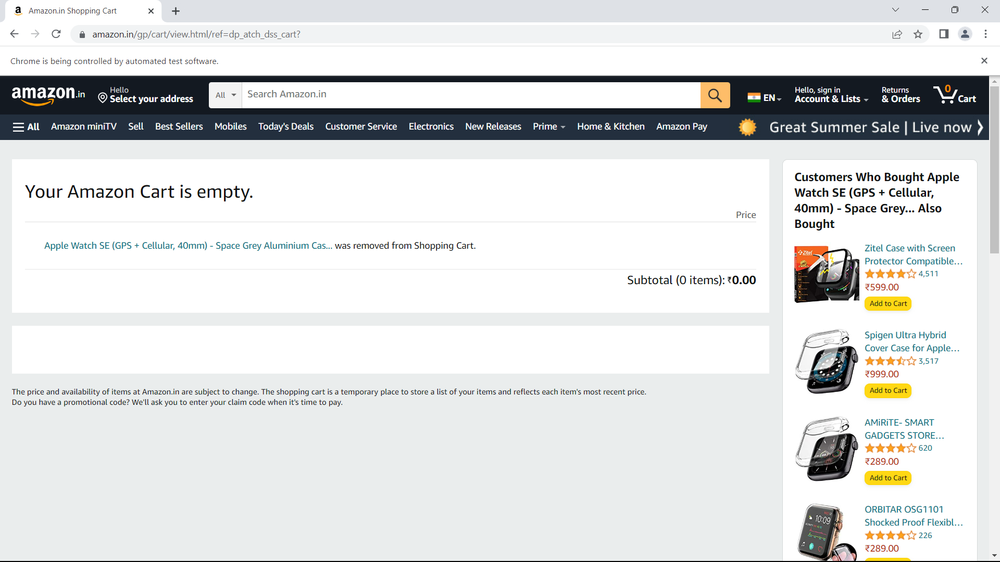 Amazon.in Shopping Cart
amazon.in/gp/cart/view.html/ref=dp_atch_dss_cart?
Chrome is being controlled by automated test software.
amazon.in
Hello
Select your address
All
Search Amazon.in
EN
Hello, sign in
Account & Lists
Returns
& Orders
0
Cart
All
Amazon miniTV
Sell
Best Sellers
Mobiles
Today's Deals
Customer Service
Electronics
New Releases
Prime
Home & Kitchen
Amazon Pay
Great Summer Sale | Live now
Your Amazon Cart is empty.
Price
Apple Watch SE (GPS + Cellular, 40mm) - Space Grey Aluminium Cas... was removed from Shopping Cart.
Subtotal (0 items): ₹0.00
The price and availability of items at Amazon.in are subject to change. The shopping cart is a temporary place to store a list of your items and reflects each item's most recent price.
Do you have a promotional code? We'll ask you to enter your claim code when it's time to pay.
Customers Who Bought Apple
Watch SE (GPS + Cellular,
40mm) - Space Grey... Also
Bought
Zitel
Zitel Case with Screen
Protector Compatible...
4,511
₹599.00
Add to Cart
Spigen Ultra Hybrid
Cover Case for Apple...
3,517
₹999.00
Add to Cart
AMiRiTE- SMART
GADGETS STORE...
620
₹289.00
Add to Cart
10:09
ORBITAR OSG1101
Shocked Proof Flexibl...
226
₹289.00